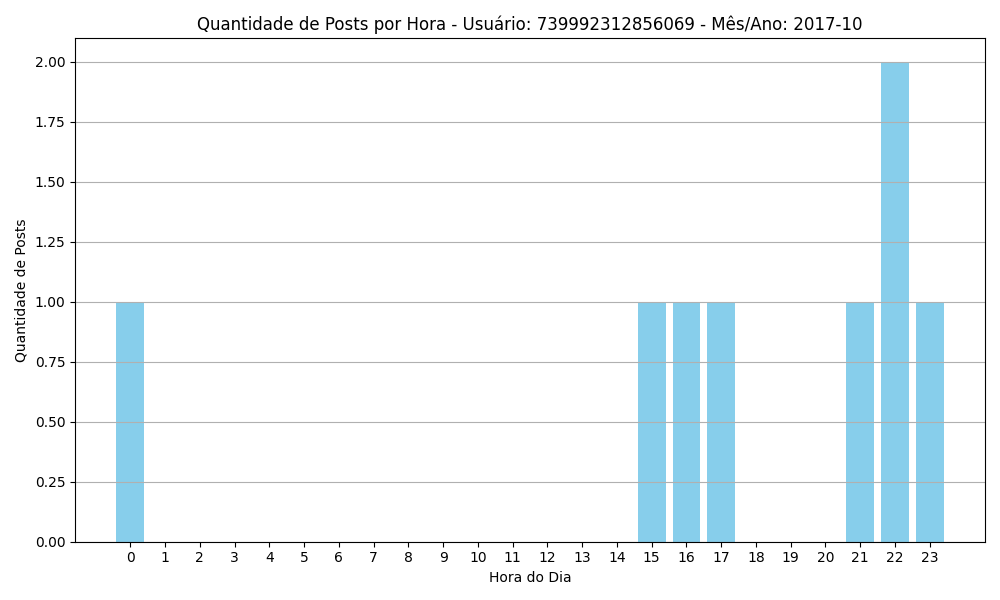 Quantidade de Posts por Hora - Usuário: 739992312856069 - Mês/Ano: 2017-10
Quantidade de Posts
2.00
1.75
1.50
1.25
1.00
0.75
0.50
0.25
0.00
0 1 2 3 4 5 6 7 8 9 10 11 12 13 14 15 16 17 18 19 20 21 22 23
Hora do Dia